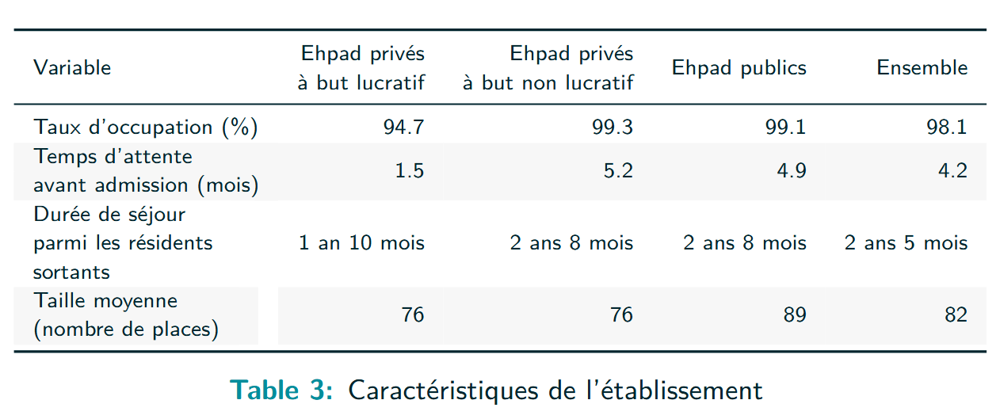 Variable Ehpad privés à but lucratif Ehpad privés à but non lucratif Ehpad publics Ensemble
Taux d'occupation (%) 94.7 99.3 99.1 98.1
Temps d'attente
avant admission (mois) 1.5 5.2 4.9 4.2
Durée de séjour
parmi les résidents 1 an 10 mois 2 ans 8 mois 2 ans 8 mois 2 ans 5 mois
sortants
Taille moyenne
(nombre de places) 76 76 89 82
Table 3: Caractéristiques de l'établissement